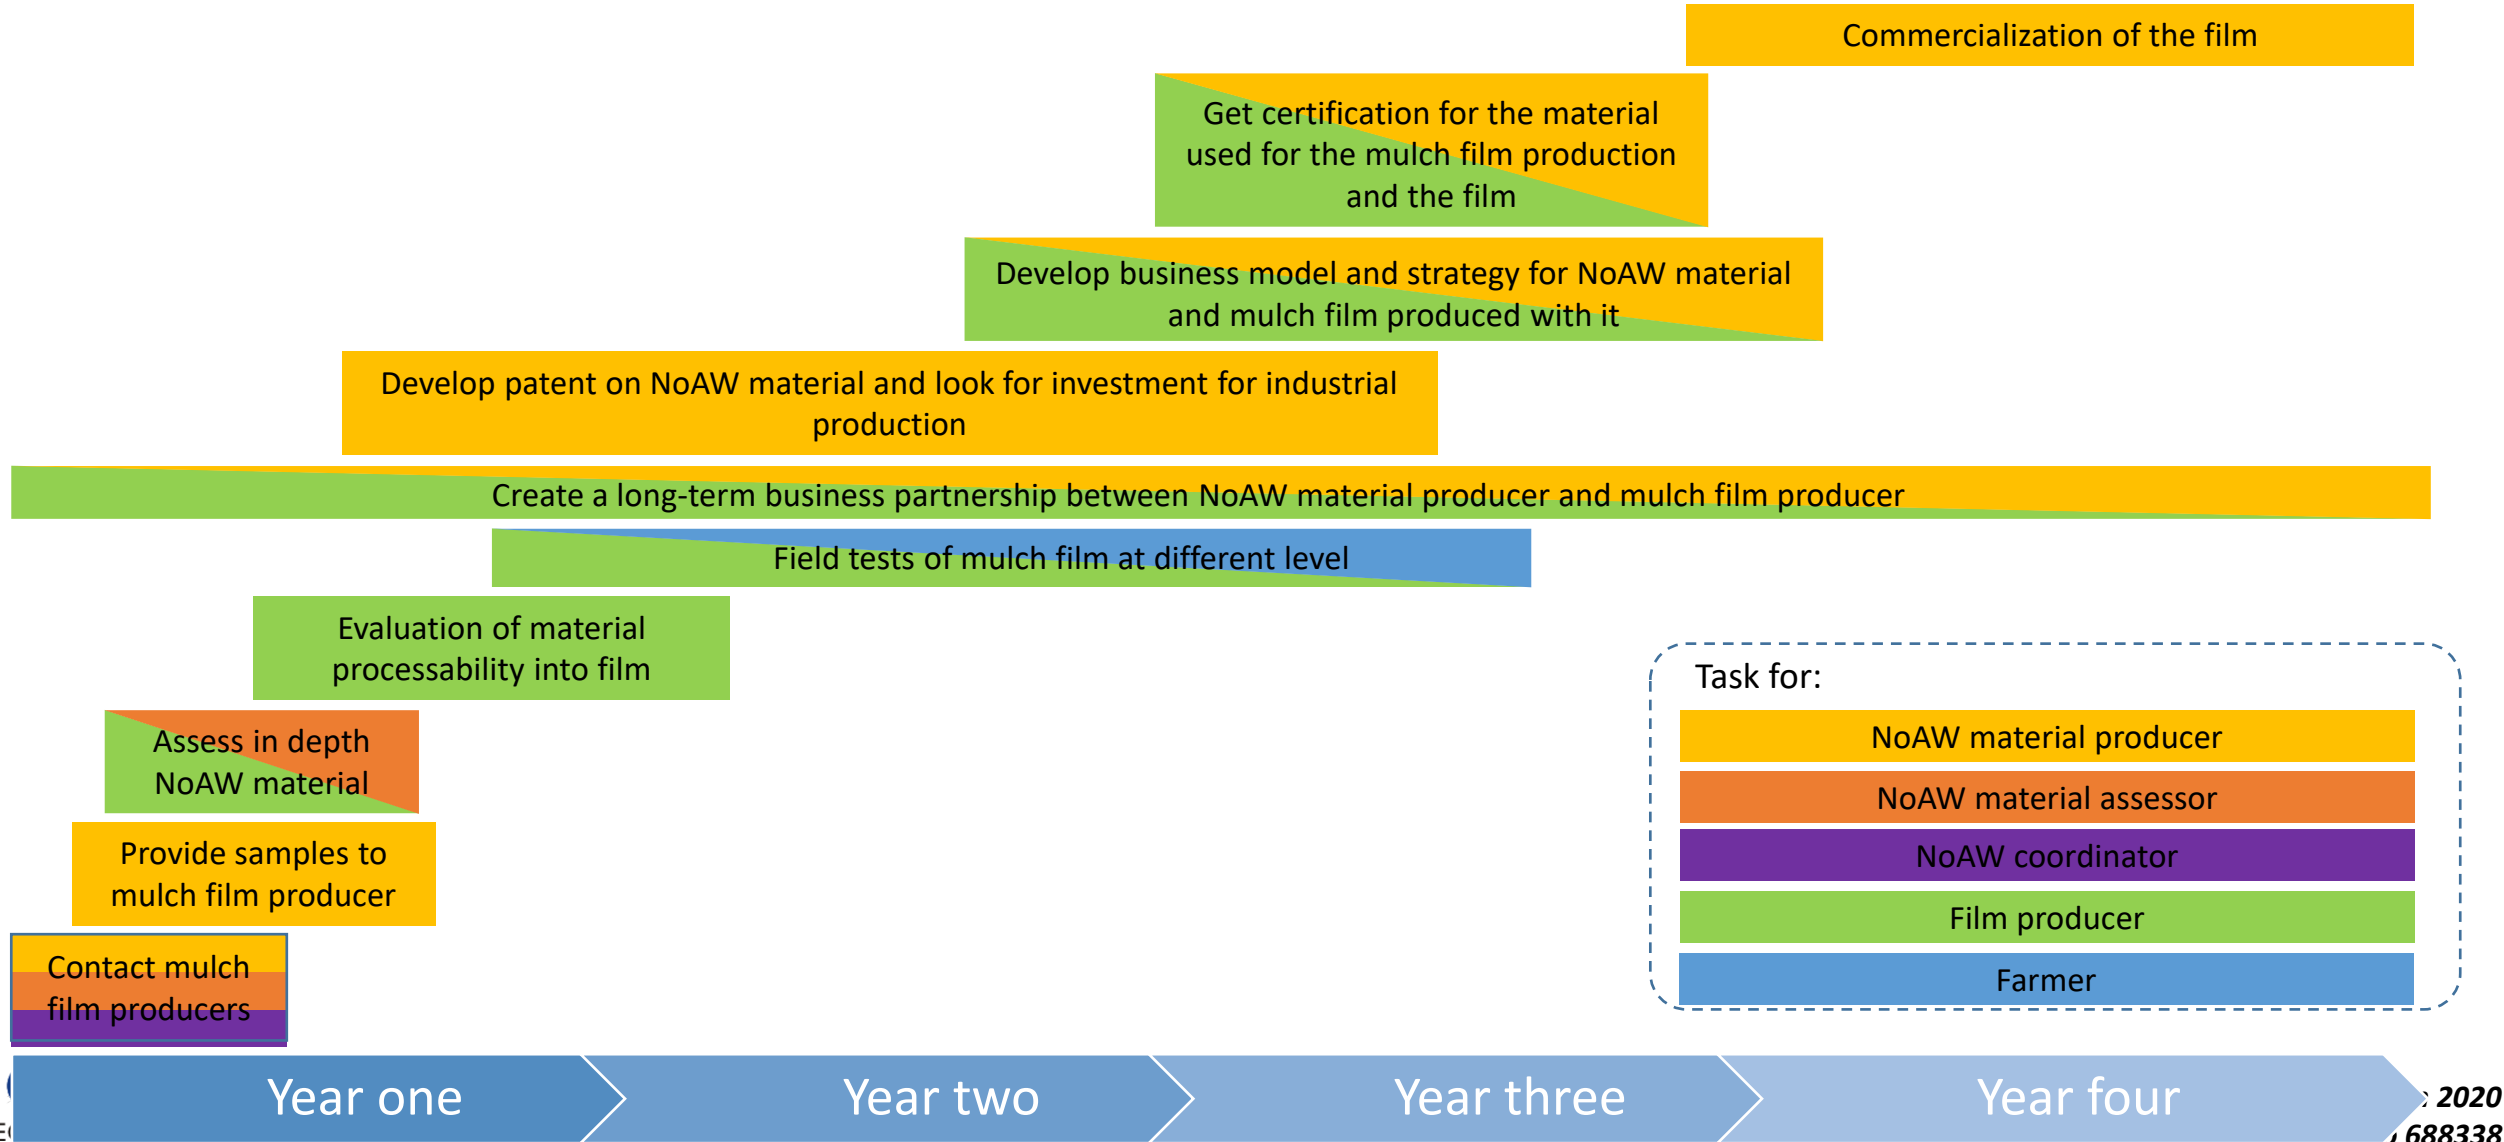 Commercialization of the film
Get certification for the material
used for the mulch film production
and the film
Develop business model and strategy for NoAW material
and mulch film produced with it
Develop patent on NoAW material and look for investment for industrial
production
Create a long-term business partnership between NoAW material producer and mulch film producer
Field tests of mulch film at different level
Evaluation of material
processability into film
Assess in depth
NoAW material
Provide samples to
mulch film producer
Contact mulch
film producers
Task for:
NoAW material producer
NoAW material assessor
NoAW coordinator
Film producer
Farmer
Year one
Year two
Year three
Year four
2020
688338